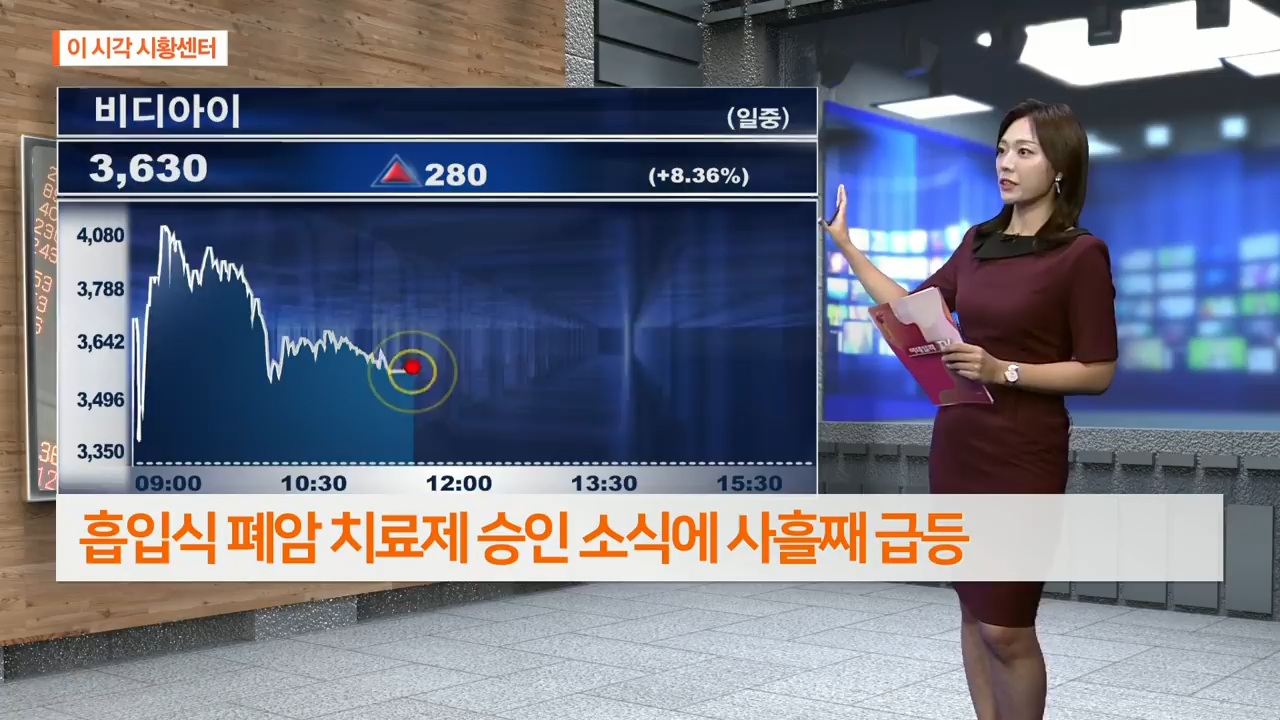 이 시각 시황센터
비디아이 (일중)
3,630 280 (+8.36%)
4,080
3,788
3,642
3,496
3,350
09:00 10:30 12:00 13:30 15:30
흡입식 폐암 치료제 승인 소식에 사흘째 급등